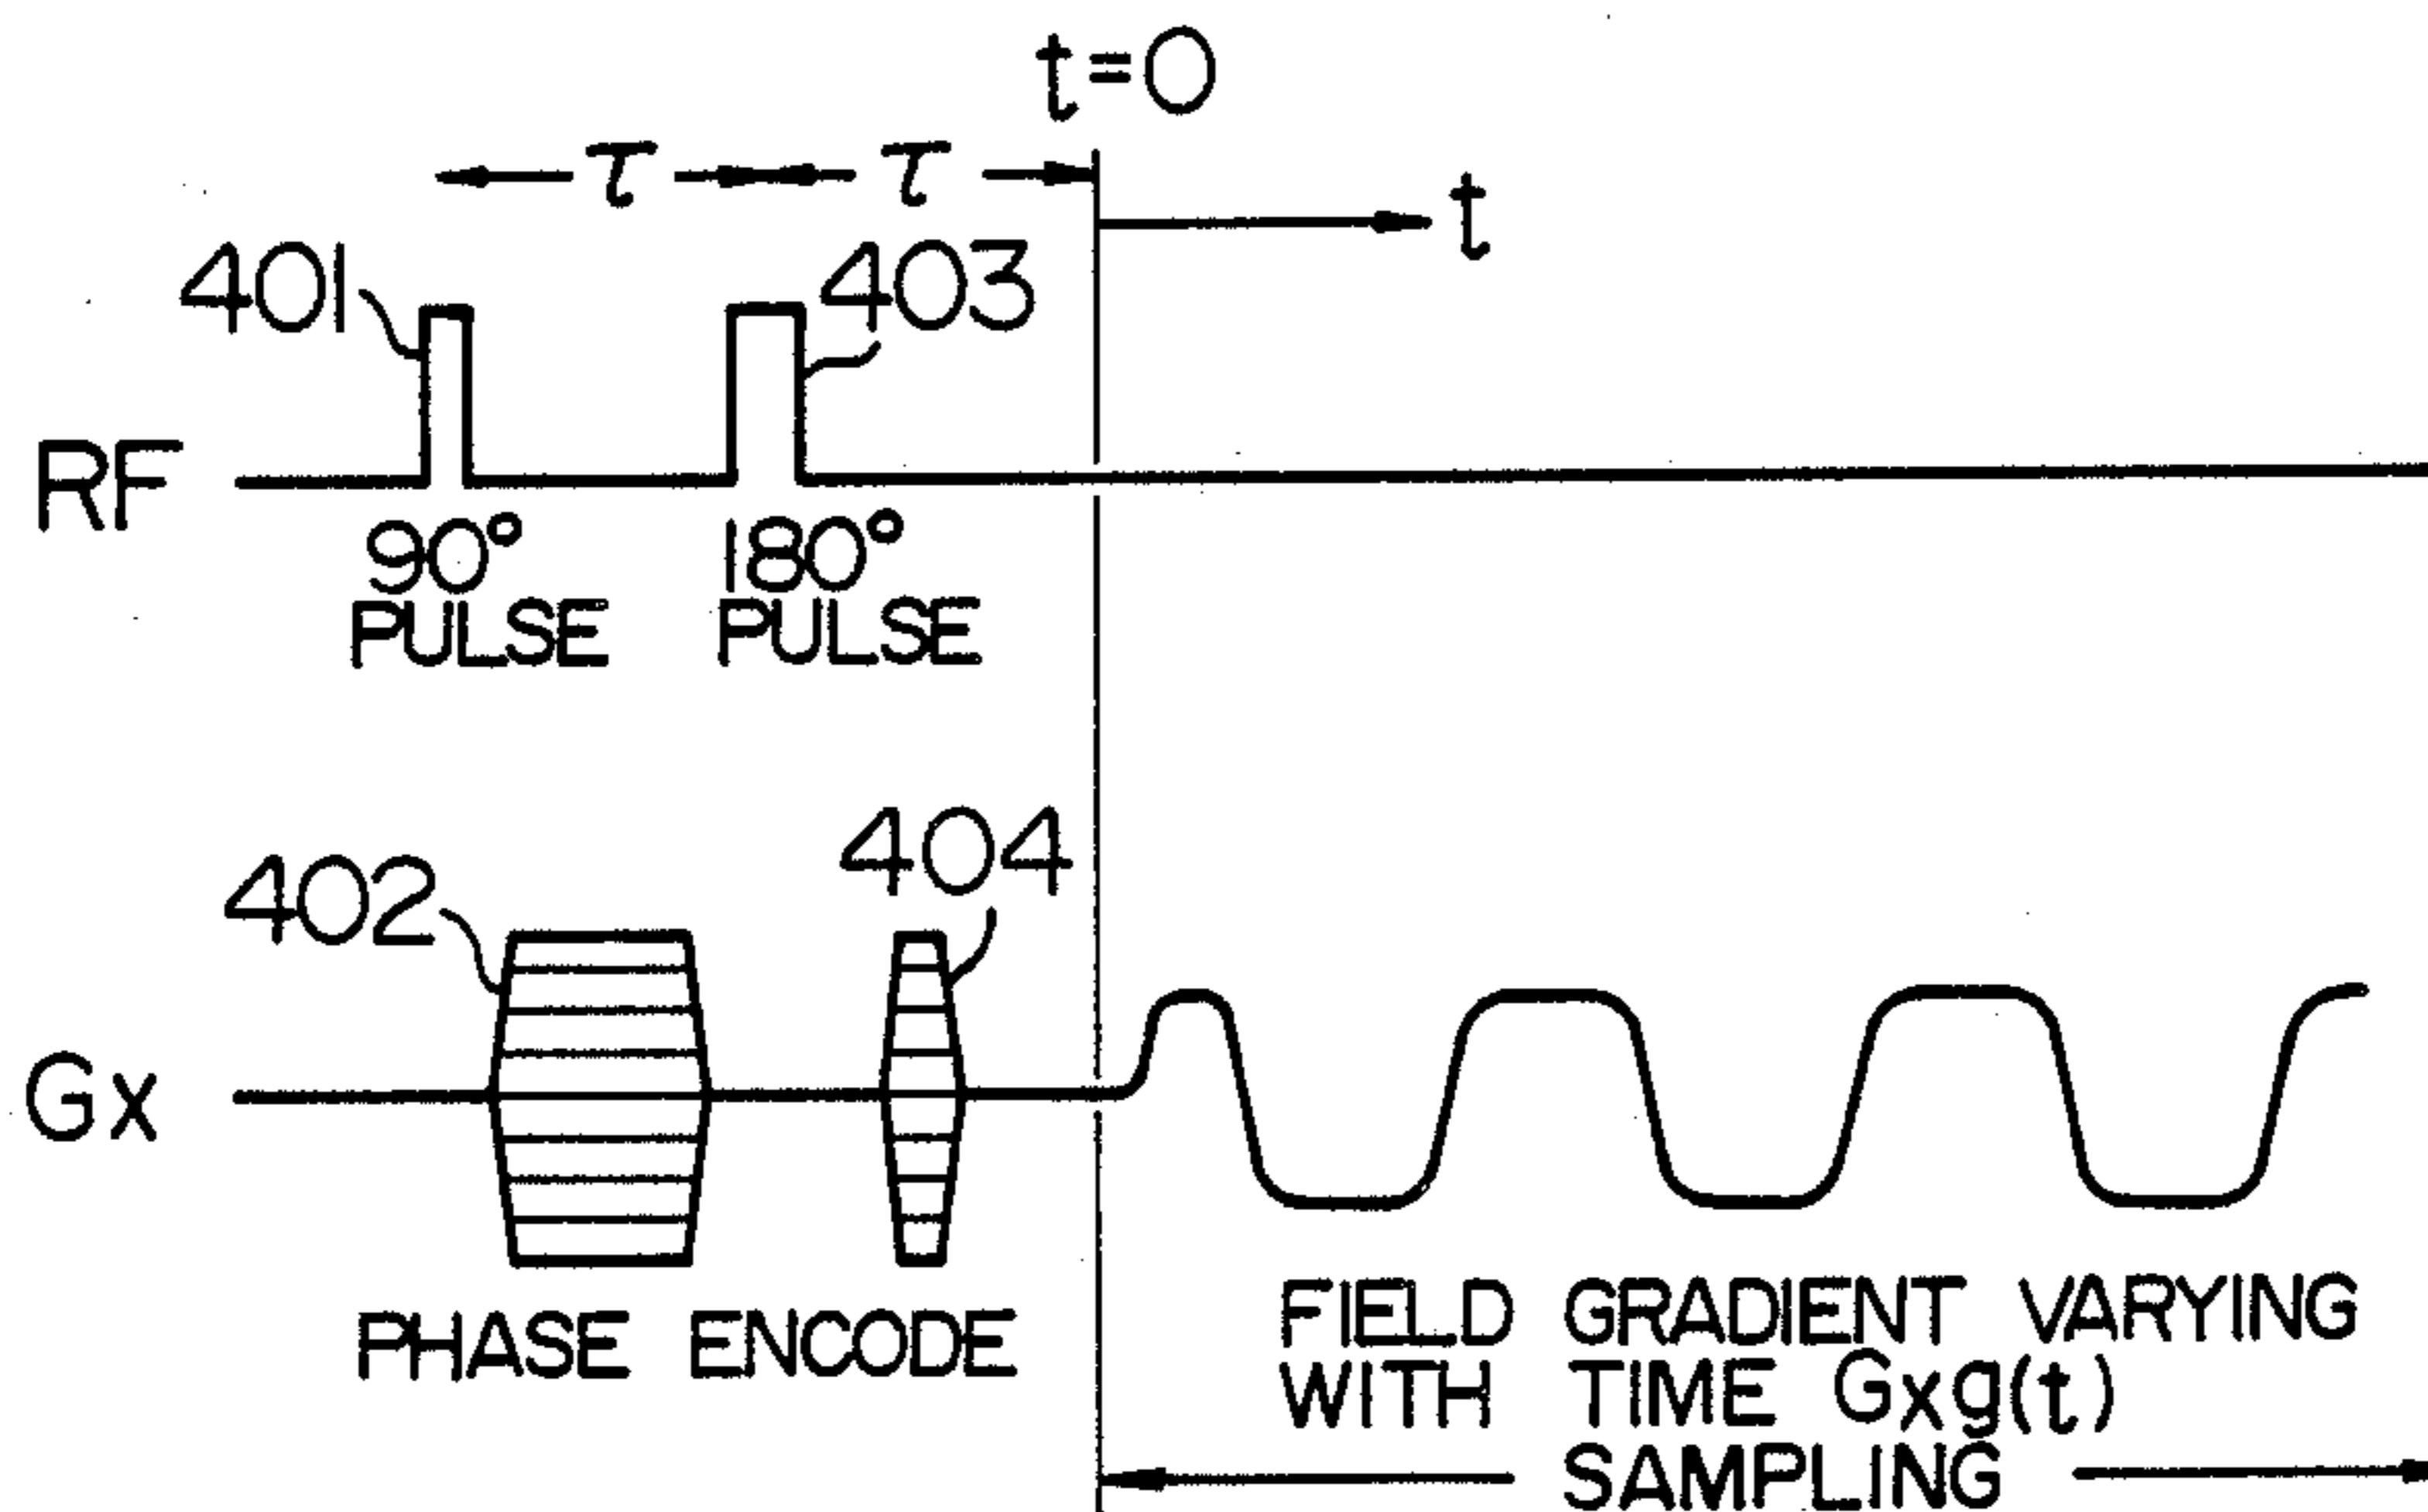 t=0
τ τ
t
401 403
RF
90° 180°
PULSE PULSE
402 404
Gx
PHASE ENCODE
FIELD GRADIENT VARYING
WITH TIME Gxg(t)
SAMPLING